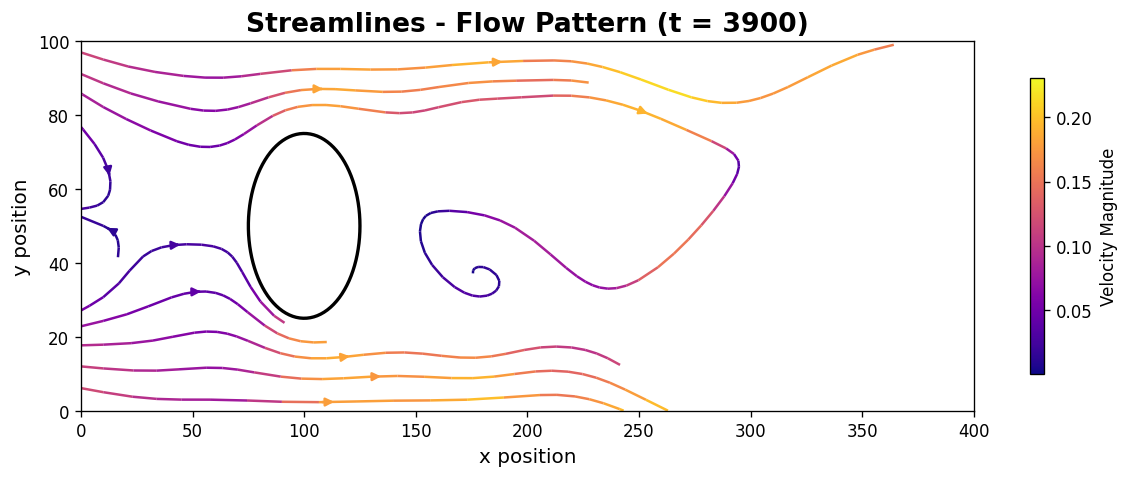 Streamlines - Flow Pattern (t = 3900)
100
80
60
40
20
0
y position
0 50 100 150 200 250 300 350 400
x position
0.20
0.15
0.10
0.05
Velocity Magnitude